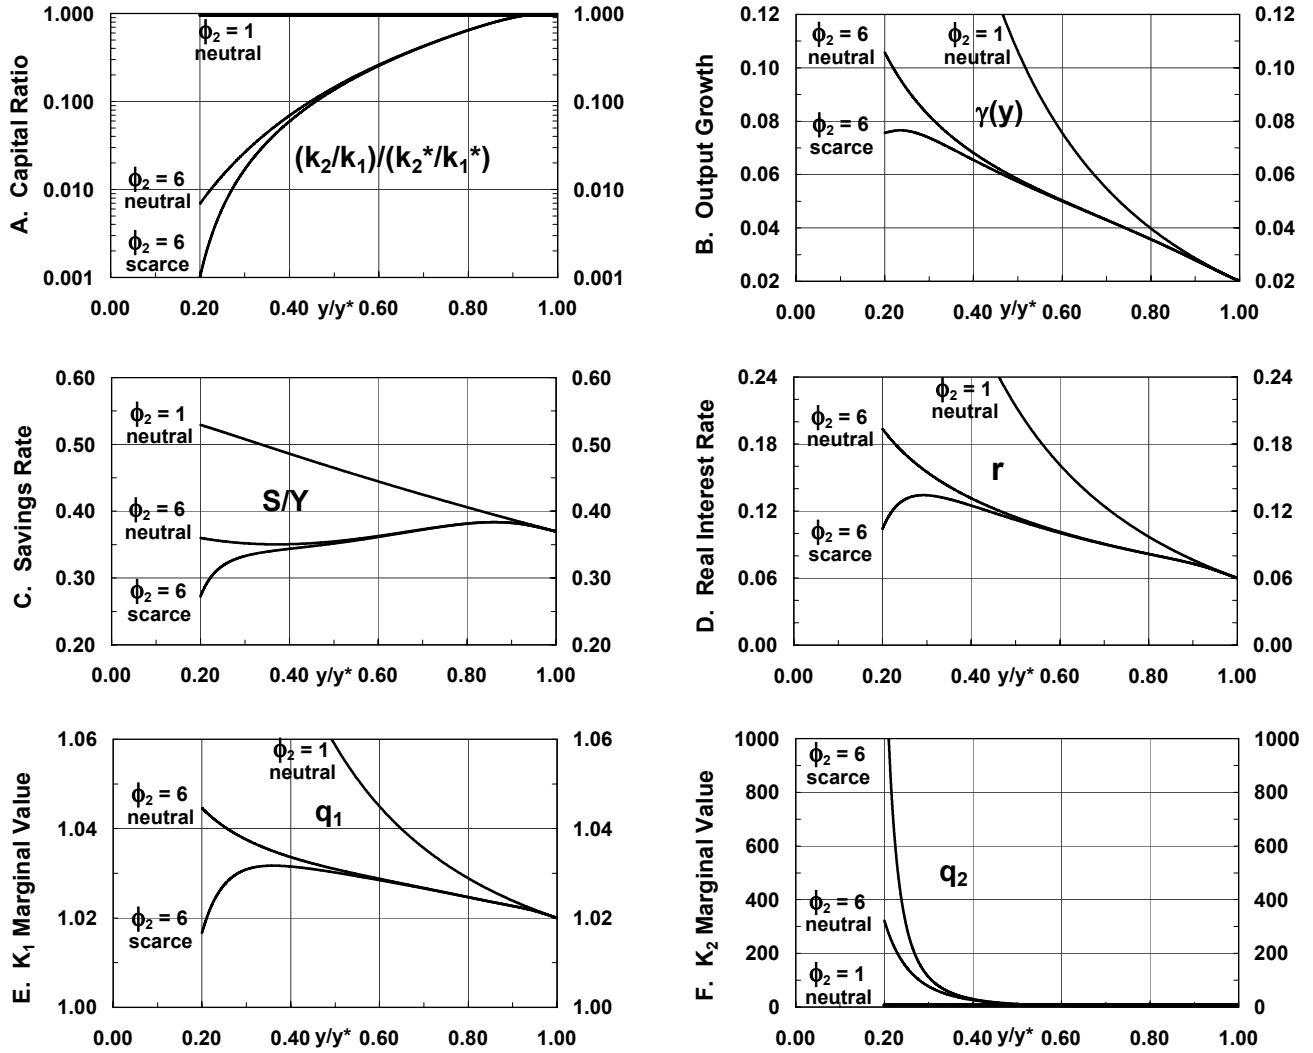 A. Capital Ratio
1.000
0.100
0.010
0.001
1.000
0.100
0.010
0.001
ϕ2 = 1
neutral
(k2/k1)/(k2*/k1*)
ϕ2 = 6
neutral
ϕ2 = 6
scarce
0.00 0.20 0.40 y/y* 0.60 0.80 1.00
B. Output Growth
0.12
0.10
0.08
0.06
0.04
0.02
0.12
0.10
0.08
0.06
0.04
0.02
ϕ2 = 6
neutral
ϕ2 = 1
neutral
γ(y)
ϕ2 = 6
scarce
0.00 0.20 0.40 y/y* 0.60 0.80 1.00
C. Savings Rate
0.60
0.50
0.40
0.30
0.20
0.60
0.50
0.40
0.30
0.20
ϕ2 = 1
neutral
S/Y
ϕ2 = 6
neutral
ϕ2 = 6
scarce
0.00 0.20 0.40 y/y* 0.60 0.80 1.00
D. Real Interest Rate
0.24
0.18
0.12
0.06
0.00
0.24
0.18
0.12
0.06
0.00
ϕ2 = 1
neutral
ϕ2 = 6
neutral
r
ϕ2 = 6
scarce
0.00 0.20 0.40 y/y* 0.60 0.80 1.00
E. K1 Marginal Value
1.06
1.04
1.02
1.00
1.06
1.04
1.02
1.00
ϕ2 = 1
neutral
ϕ2 = 6
neutral
q1
ϕ2 = 6
scarce
0.00 0.20 0.40 y/y* 0.60 0.80 1.00
F. K2 Marginal Value
1000
800
600
400
200
0
1000
800
600
400
200
0
ϕ2 = 6
scarce
q2
ϕ2 = 6
neutral
ϕ2 = 1
neutral
0.00 0.20 0.40 y/y* 0.60 0.80 1.00